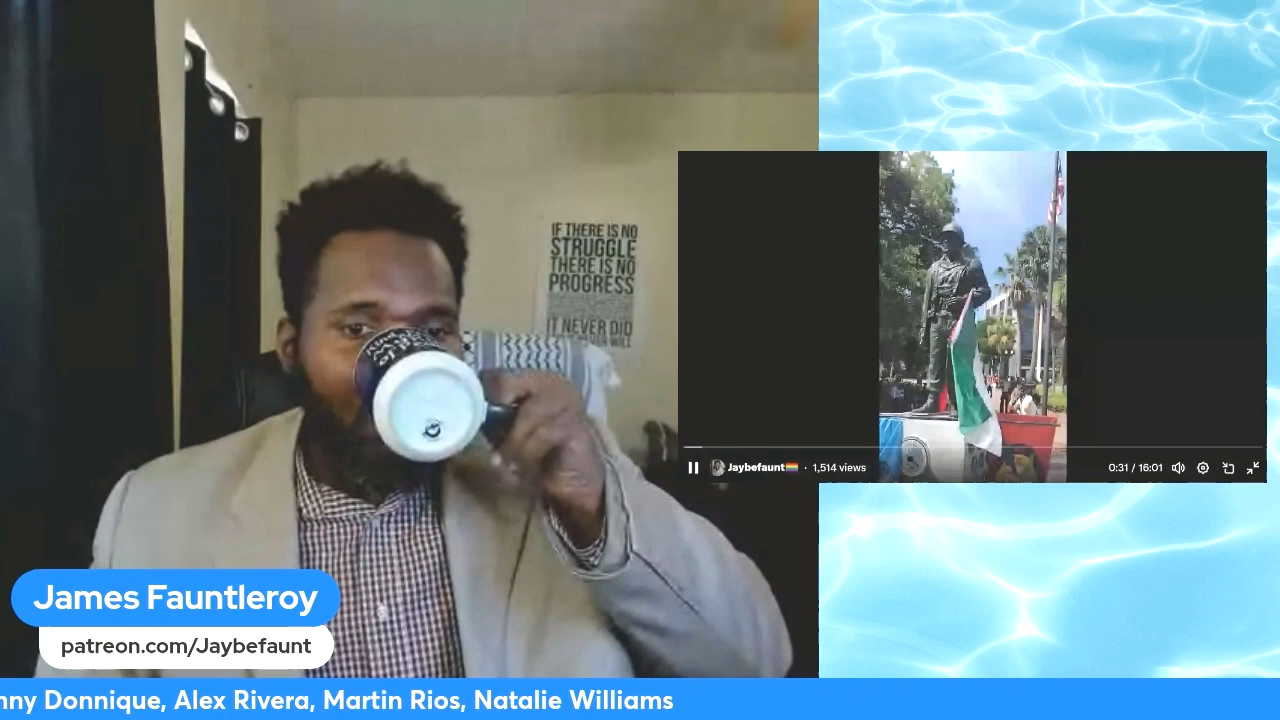 IF THERE IS NO
STRUGGLE
THERE IS NO
PROGRESS
IT NEVER DID
Jaybefaunt
· 1,514 views
0:31 / 16:01
James Fauntleroy
patreon.com/Jaybefaunt
nny Donnique, Alex Rivera, Martin Rios, Natalie Williams